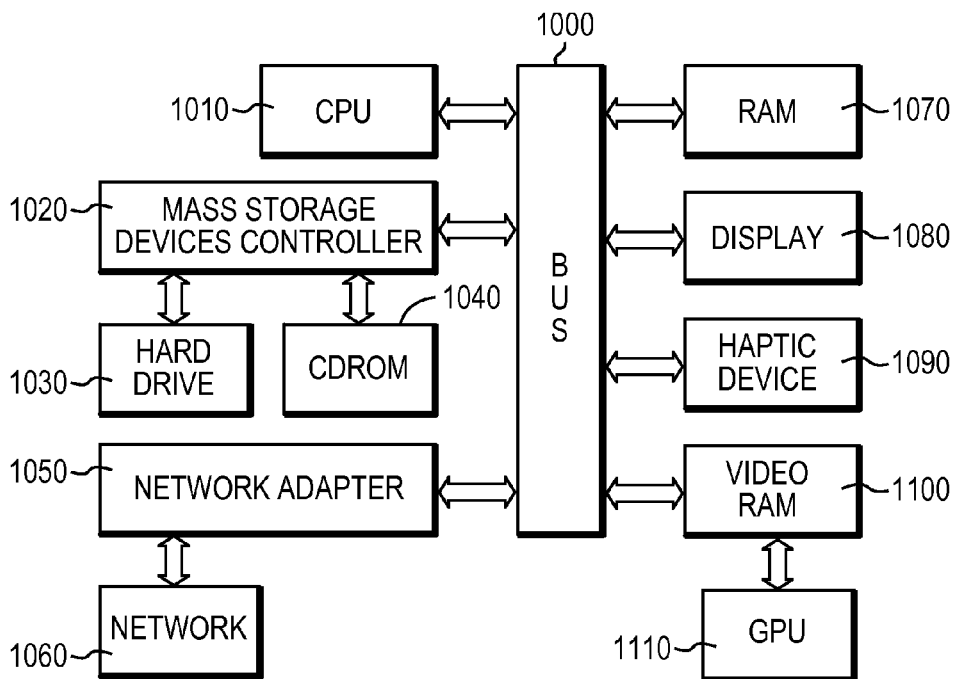 1000
1010
CPU
RAM
1070
1020
MASS STORAGE
DEVICES CONTROLLER
DISPLAY
1080
BUS
1040
HARD
DRIVE
1030
CDROM
HAPTIC
DEVICE
1090
1050
NETWORK ADAPTER
VIDEO
RAM
1100
NETWORK
1060
GPU
1110